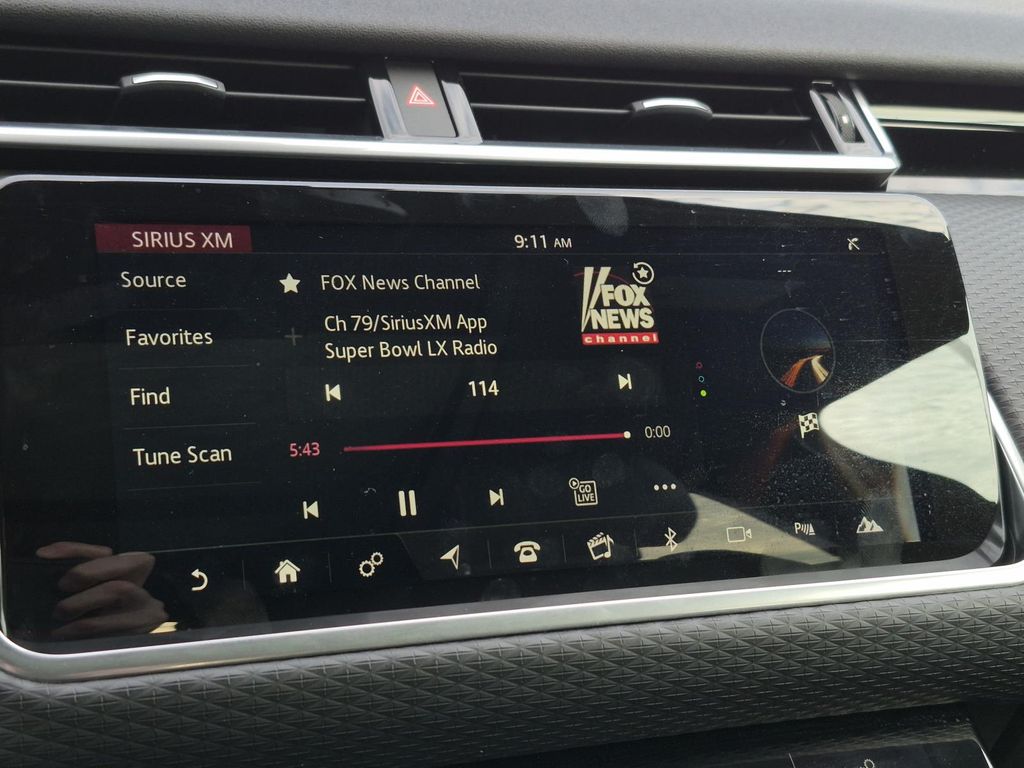 SIRIUS XM
9:11 AM
Source
FOX News Channel
FOX
NEWS
channel
Ch 79/SiriusXM App
Favorites
Super Bowl LX Radio
Find
114
Tune Scan
5:43
0:00
GO
LIVE
P